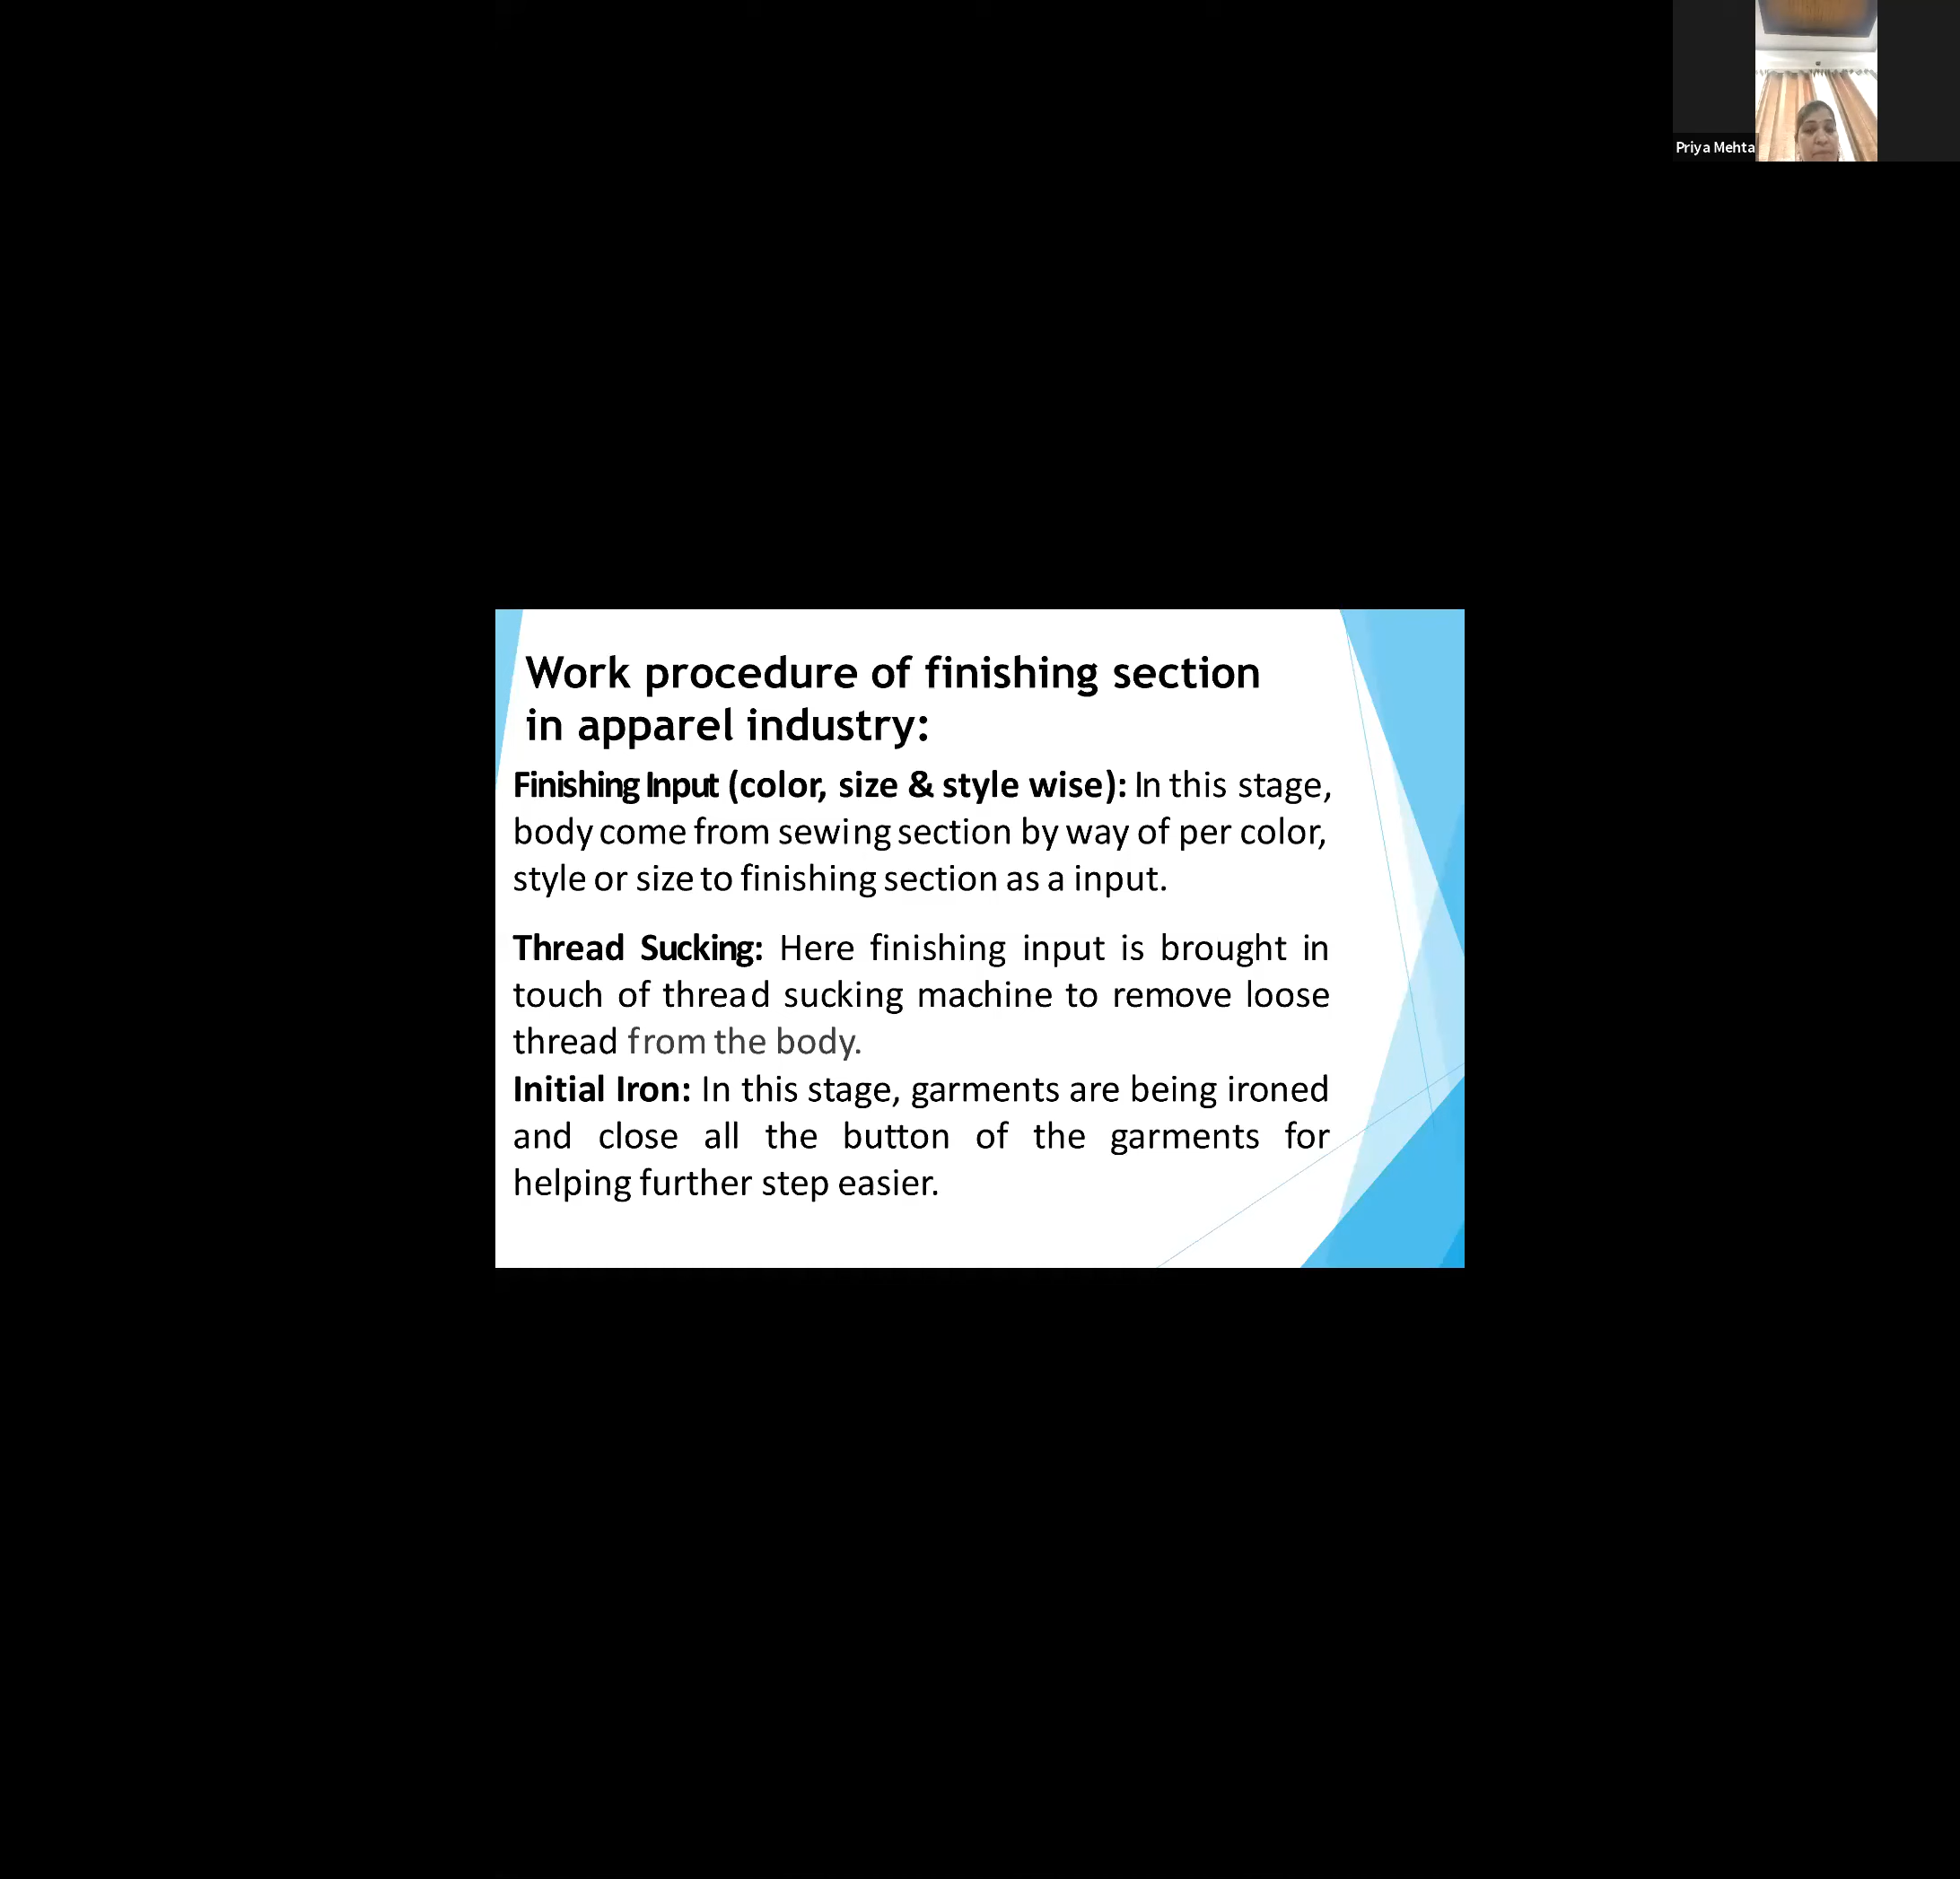 Priya Mehta
Work procedure of finishing section
in apparel industry:
Finishing Input (color, size & style wise): In this stage,
body come from sewing section by way of per color,
style or size to finishing section as a input.
Thread Sucking: Here finishing input is brought in
touch of thread sucking machine to remove loose
thread from the body.
Initial Iron: In this stage, garments are being ironed
and close all the button of the garments for
helping further step easier.